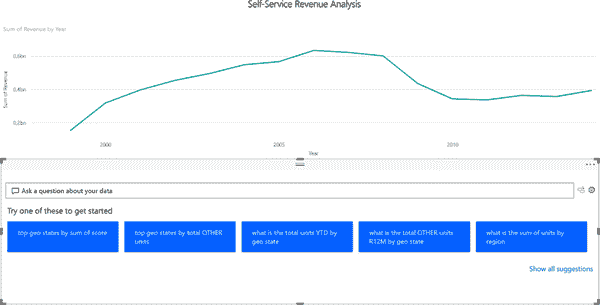 Self-Service Revenue Analysis
Sum of Revenue by Year
0.6bn
0.4bn
0.2bn
Sum of Revenue
2000
2005
2010
Year
Ask a question about your data
Try one of these to get started
top geo states by sum of score
top geo states by total OTHER
units
what is the total units YTD by
geo state
what is the total OTHER units
R12M by geo state
what is the sum of units by
region
Show all suggestions